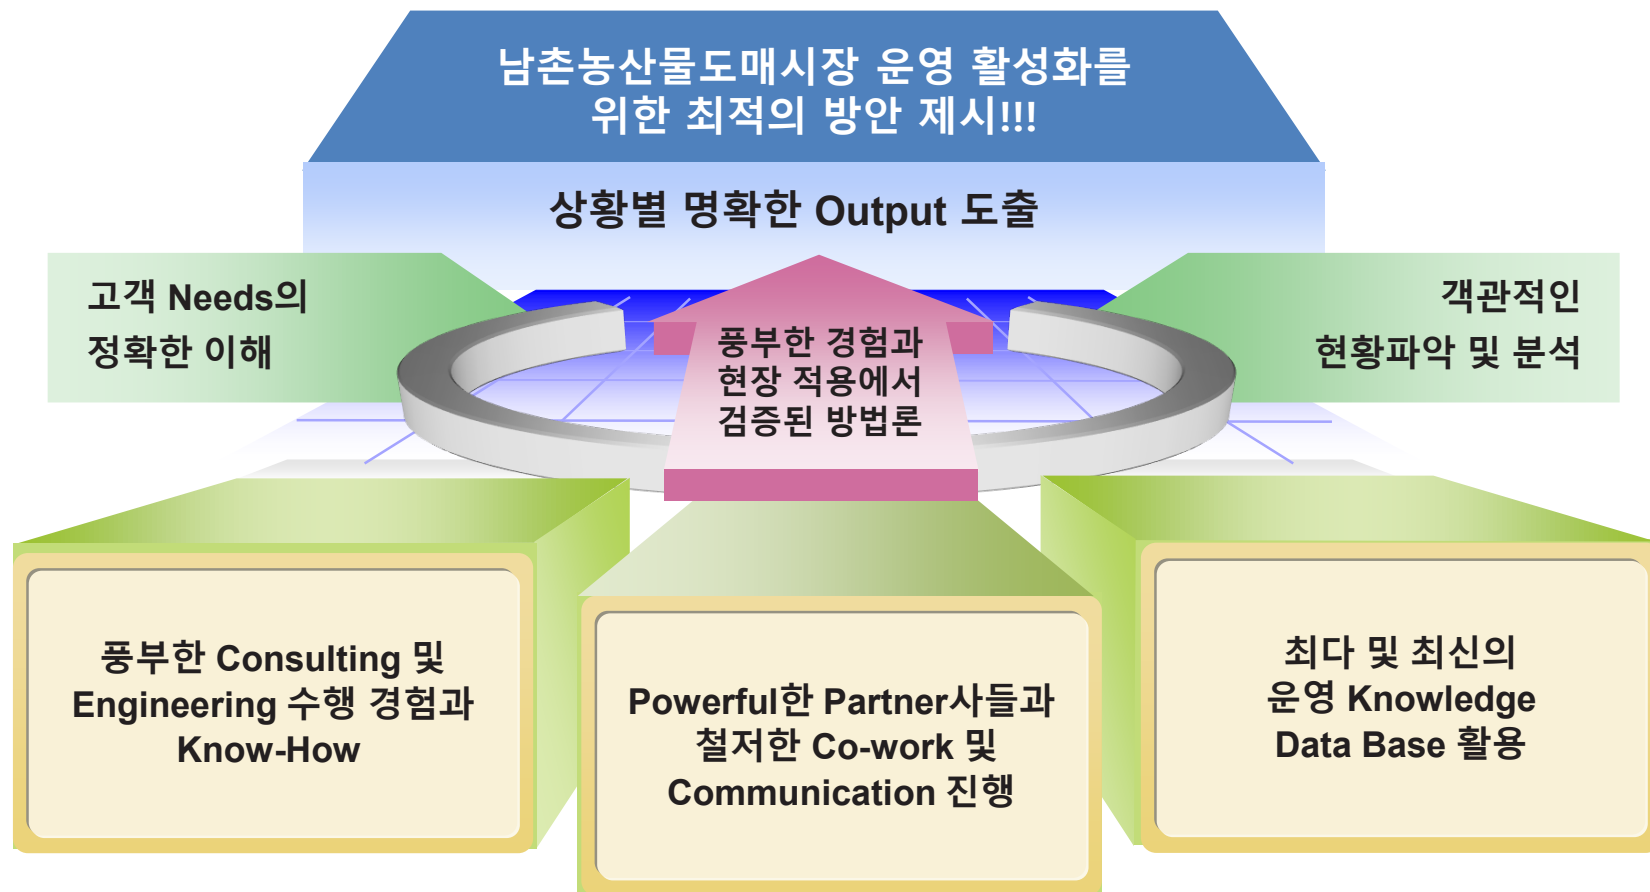 남촌농산물도매시장 운영 활성화를
위한 최적의 방안 제시!!!
상황별 명확한 Output 도출
고객 Needs의
정확한 이해
객관적인
현황파악 및 분석
풍부한 경험과
현장 적용에서
검증된 방법론
풍부한 Consulting 및
Engineering 수행 경험과
Know-How
Powerful한 Partner사들과
철저한 Co-work 및
Communication 진행
최다 및 최신의
운영 Knowledge
Data Base 활용